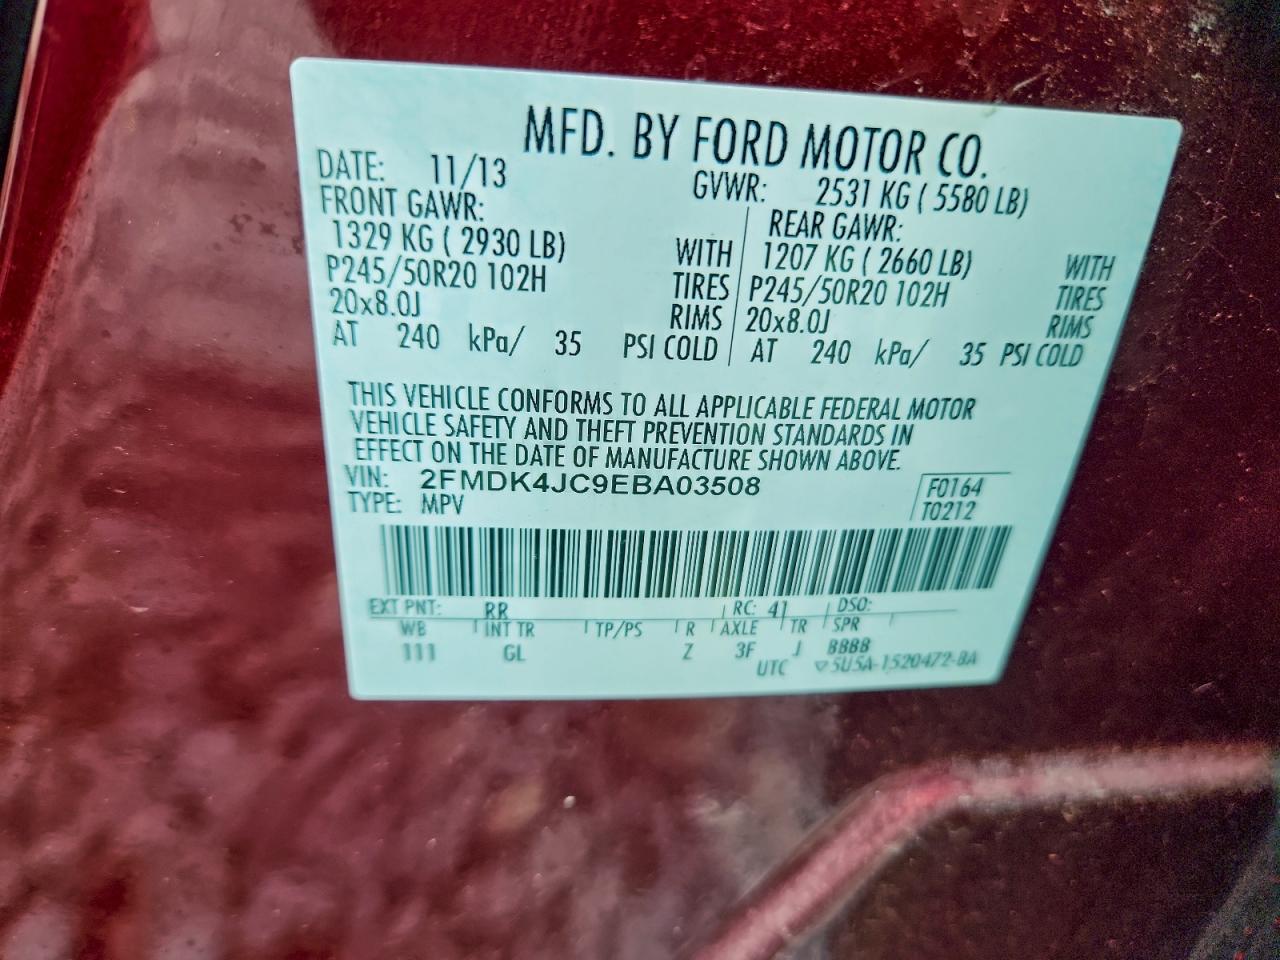 MFD. BY FORD MOTOR CO.
DATE: 11/13 GVWR: 2531 KG ( 5580 LB)
FRONT GAWR: REAR GAWR:
1329 KG ( 2930 LB) WITH 1207 KG ( 2660 LB) WITH
P245/50R20 102H TIRES P245/50R20 102H TIRES
20x8.0J RIMS 20x8.0J RIMS
AT 240 kPa/ 35 PSI COLD AT 240 kPa/ 35 PSI COLD
THIS VEHICLE CONFORMS TO ALL APPLICABLE FEDERAL MOTOR
VEHICLE SAFETY AND THEFT PREVENTION STANDARDS IN
EFFECT ON THE DATE OF MANUFACTURE SHOWN ABOVE.
VIN: 2FMDK4JC9EBA03508 F0164
TYPE: MPV T0212
EXT PNT: RR RC: 41 DSO:
WB INT TR TP/PS R AXLE TR SPR
111 GL Z 3F J BBBB
UTC ▽5U5A-1520472-BA